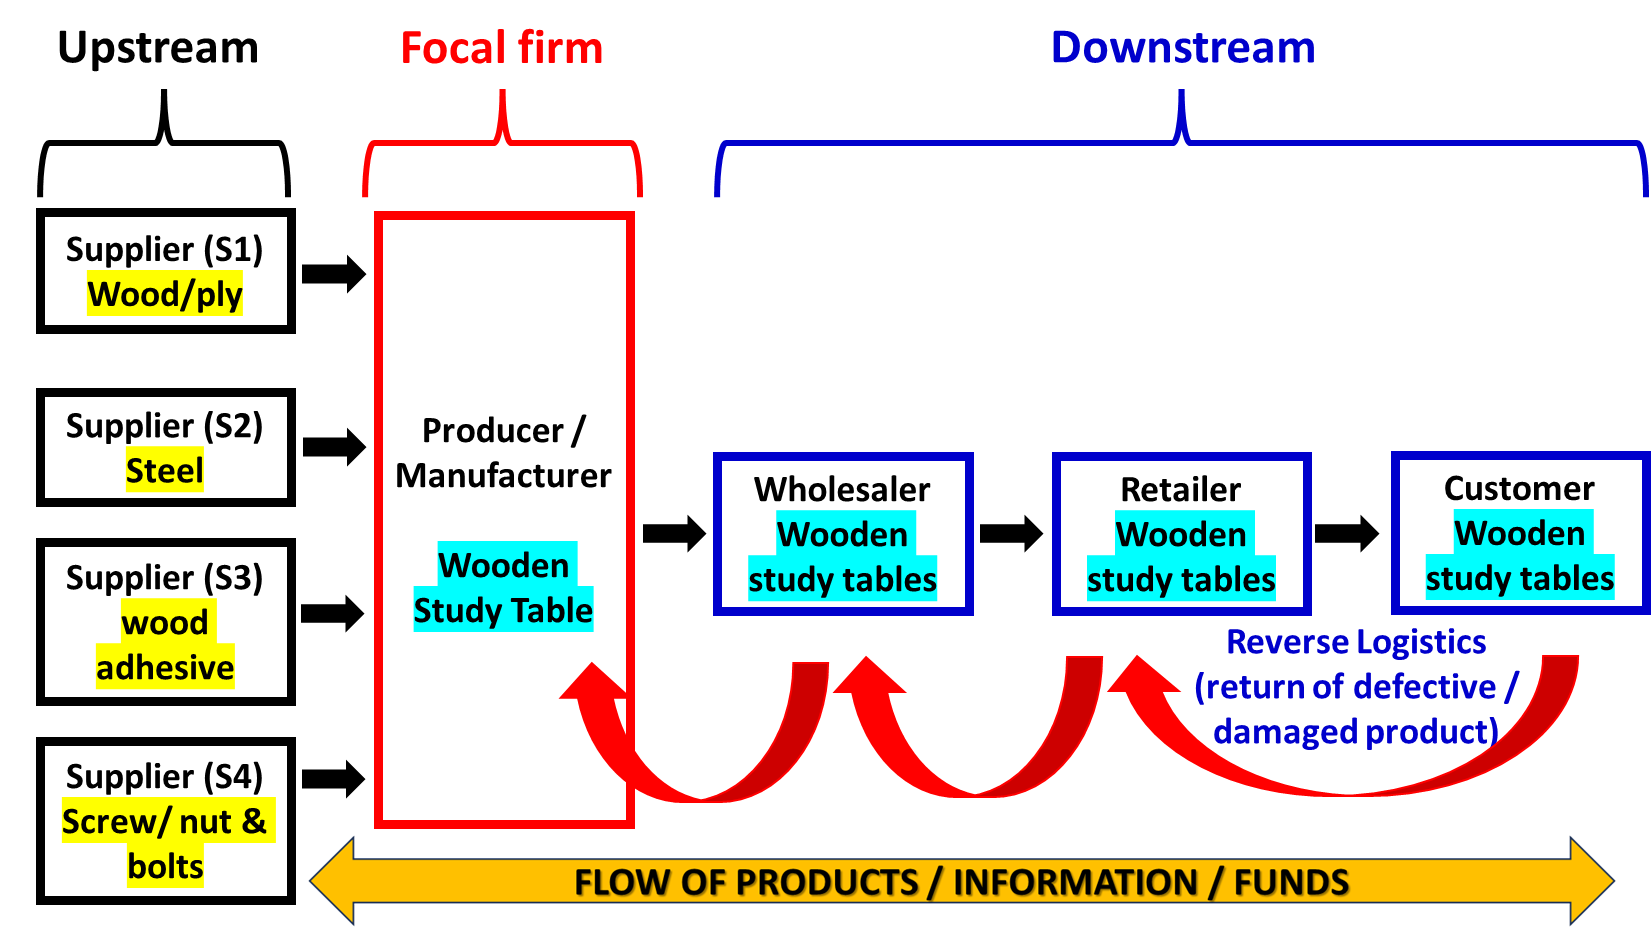 Upstream
Focal firm
Downstream
Supplier (S1)
Wood/ply
Supplier (S2)
Steel
Supplier (S3)
wood
adhesive
Supplier (S4)
Screw/ nut &
bolts
Producer /
Manufacturer
Wooden
Study Table
Wholesaler
Wooden
study tables
Retailer
Wooden
study tables
Customer
Wooden
study tables
Reverse Logistics
(return of defective /
damaged product)
FLOW OF PRODUCTS / INFORMATION / FUNDS